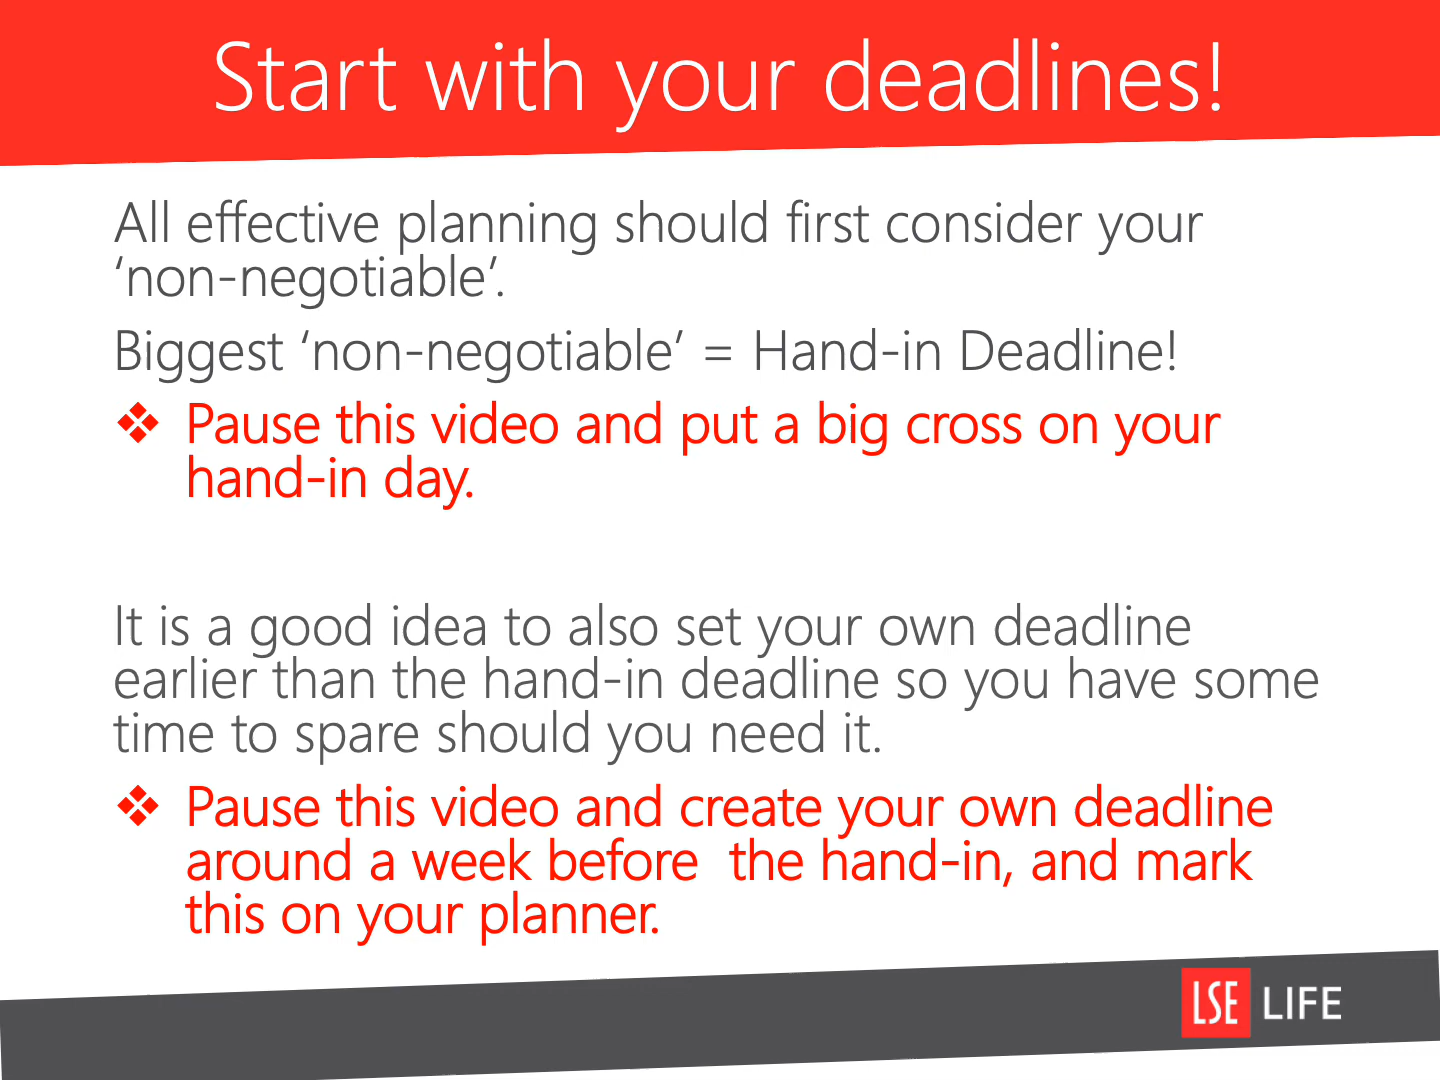 Start with your deadlines!
All effective planning should first consider your
‘non-negotiable’.
Biggest ‘non-negotiable’ = Hand-in Deadline!
❖ Pause this video and put a big cross on your
hand-in day.
It is a good idea to also set your own deadline
earlier than the hand-in deadline so you have some
time to spare should you need it.
❖ Pause this video and create your own deadline
around a week before  the hand-in, and mark
this on your planner.
LSE LIFE